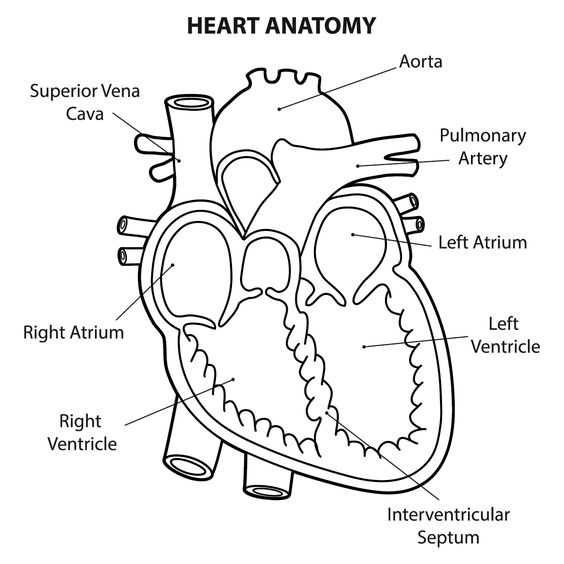 HEART ANATOMY
Aorta
Superior Vena
Cava
Pulmonary
Artery
Left Atrium
Right Atrium
Left
Ventricle
Right
Ventricle
Interventricular
Septum